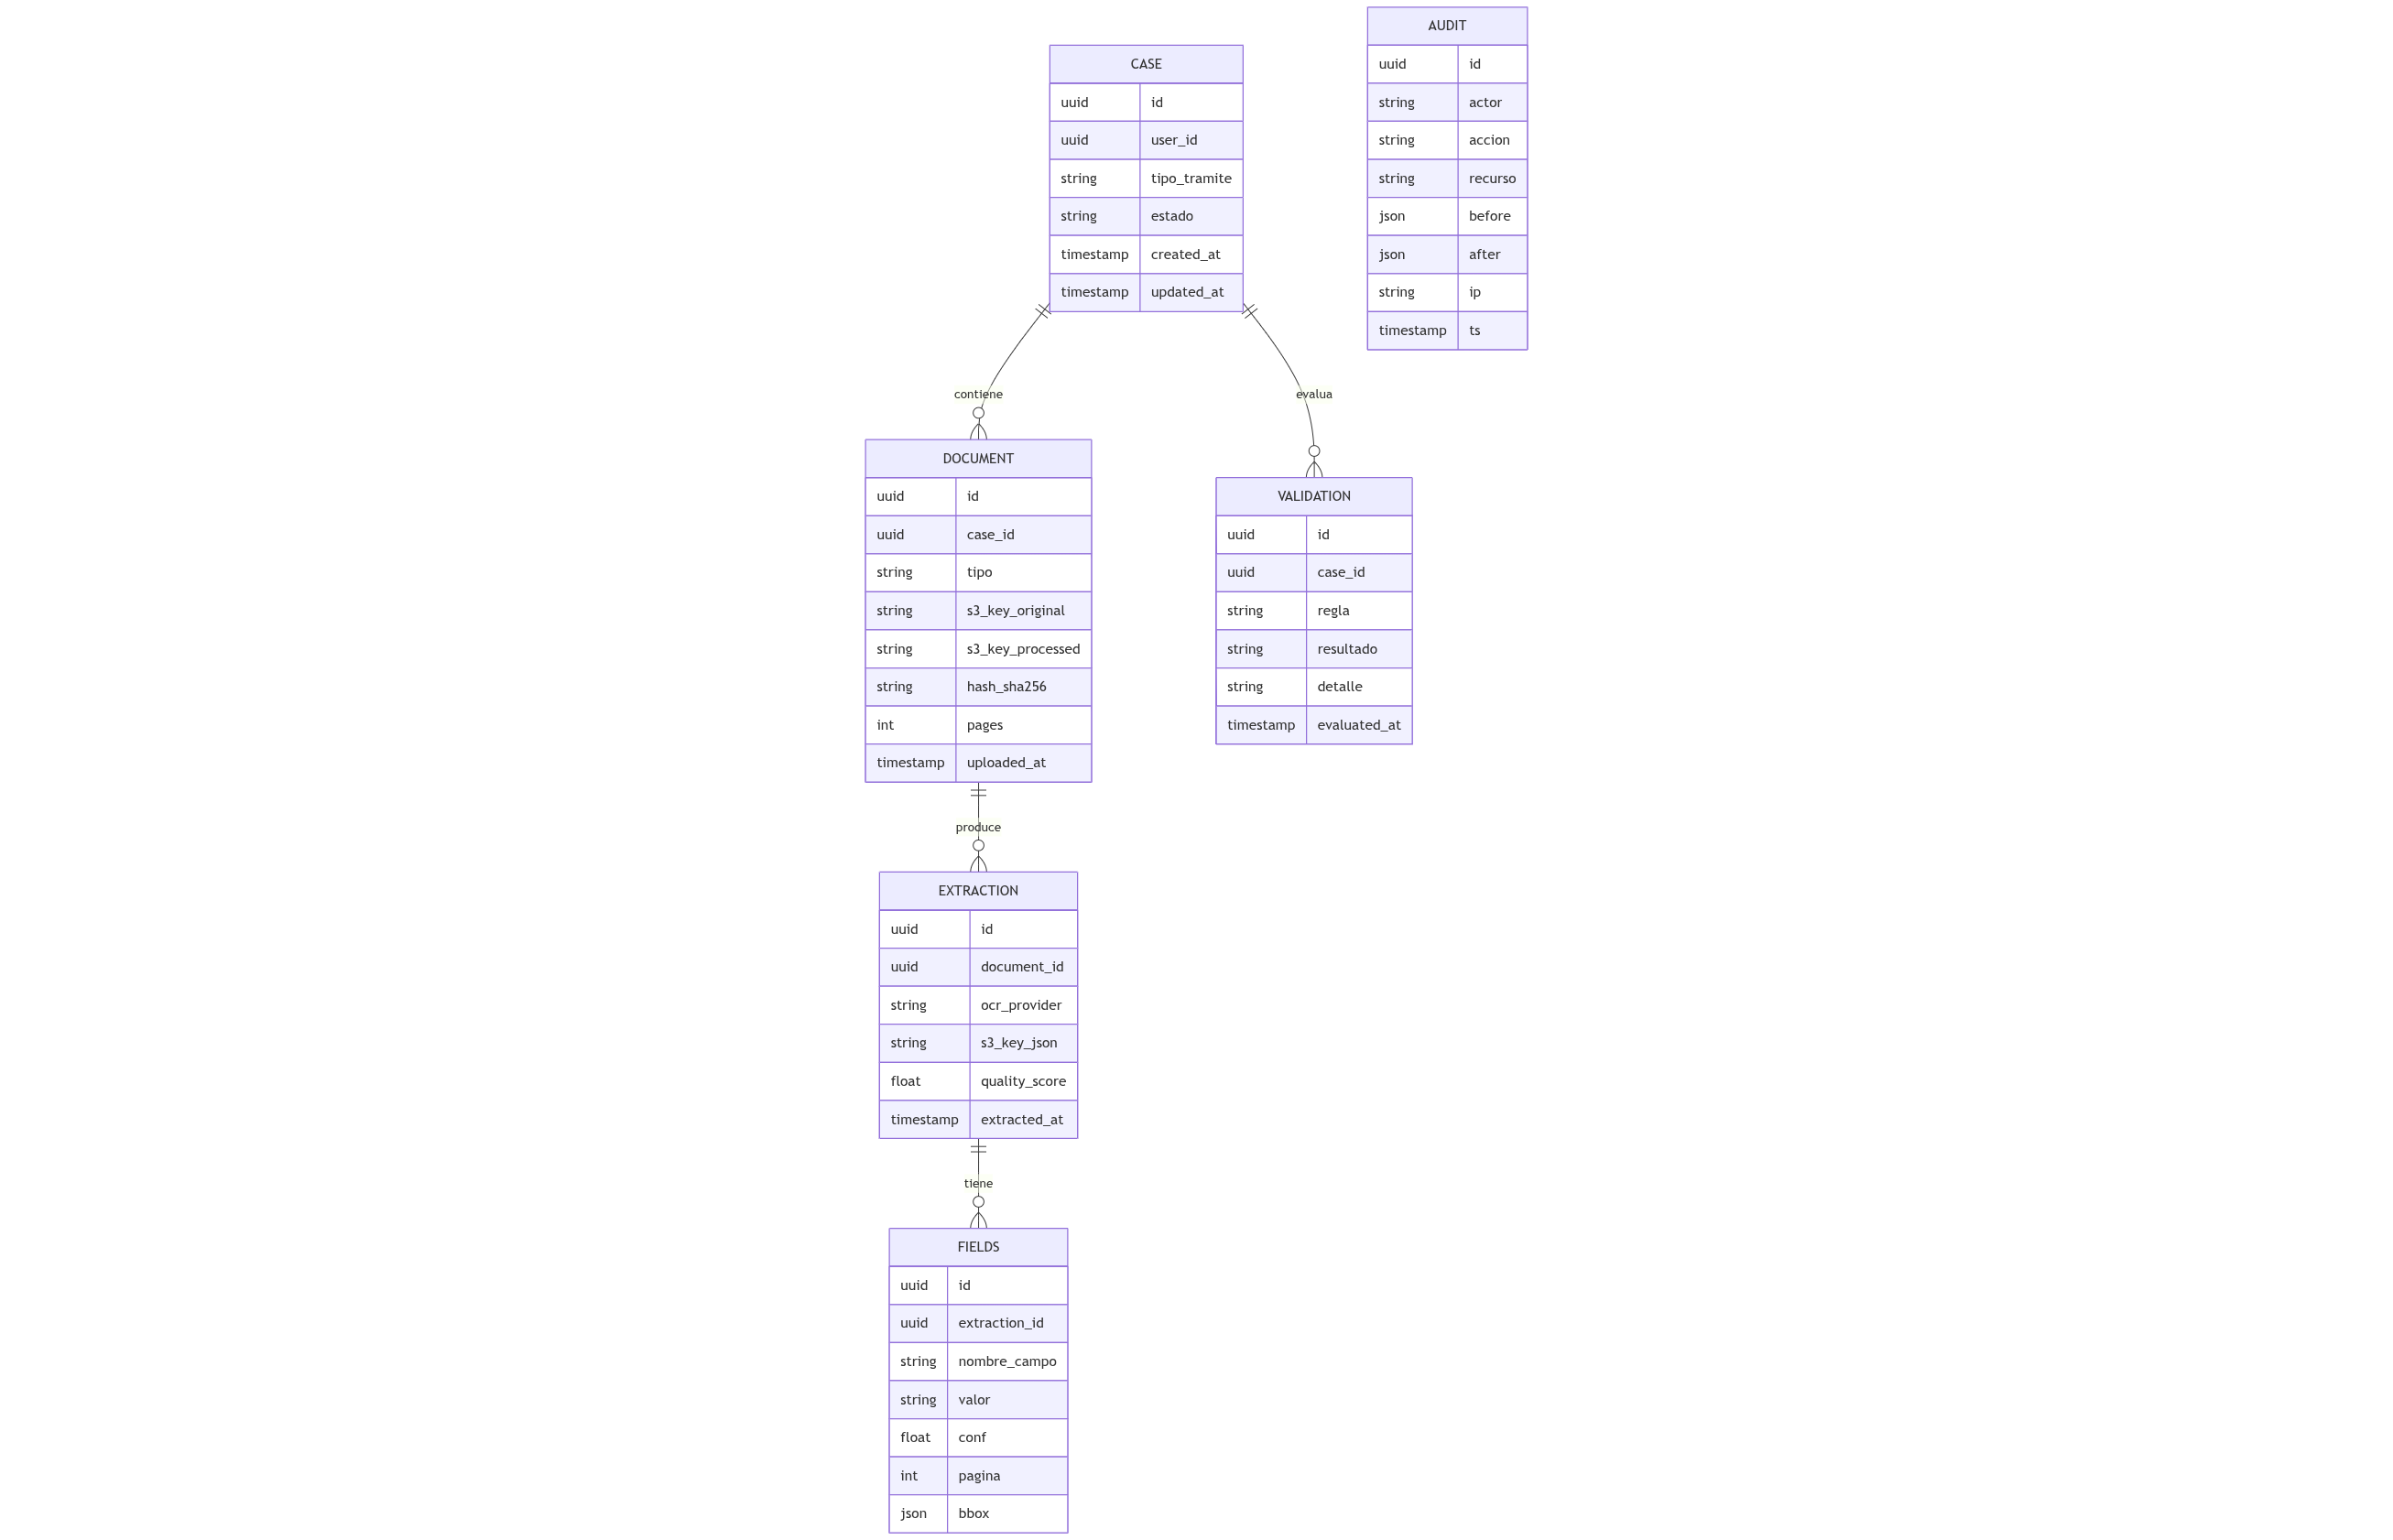 CASE
uuid id
uuid user_id
string tipo_tramite
string estado
timestamp created_at
timestamp updated_at
AUDIT
uuid id
string actor
string accion
string recurso
json before
json after
string ip
timestamp ts
contiene
evalua
DOCUMENT
uuid id
uuid case_id
string tipo
string s3_key_original
string s3_key_processed
string hash_sha256
int pages
timestamp uploaded_at
VALIDATION
uuid id
uuid case_id
string regla
string resultado
string detalle
timestamp evaluated_at
produce
EXTRACTION
uuid id
uuid document_id
string ocr_provider
string s3_key_json
float quality_score
timestamp extracted_at
tiene
FIELDS
uuid id
uuid extraction_id
string nombre_campo
string valor
float conf
int pagina
json bbox